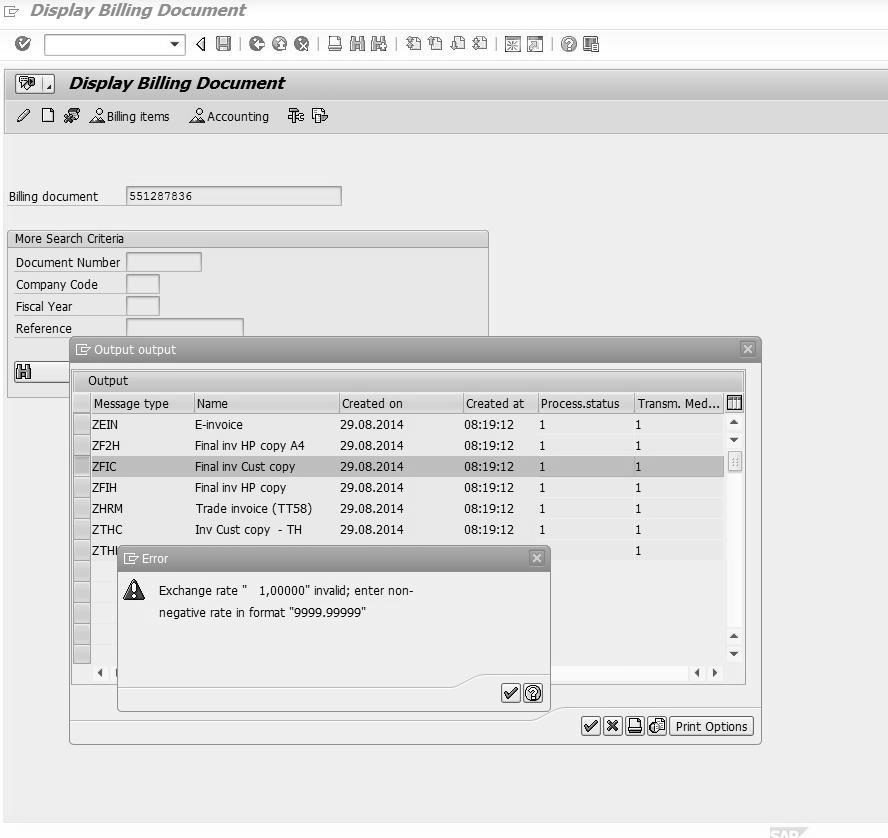 Display Billing Document
Display Billing Document
Billing items Accounting
Billing document 551287836
More Search Criteria
Document Number
Company Code
Fiscal Year
Reference
Output output
Output
Message type Name Created on Created at Process.status Transm. Med...
ZEIN E-invoice 29.08.2014 08:19:12 1 1
ZF2H Final inv HP copy A4 29.08.2014 08:19:12 1 1
ZFIC Final inv Cust copy 29.08.2014 08:19:12 1 1
ZFIH Final inv HP copy 29.08.2014 08:19:12 1 1
ZHRM Trade invoice (TT58) 29.08.2014 08:19:12 1 1
ZTHC Inv Cust copy - TH 29.08.2014 08:19:12 1 1
1
Error
Exchange rate " 1,00000" invalid; enter non-
negative rate in format "9999.99999"
Print Options
SAP